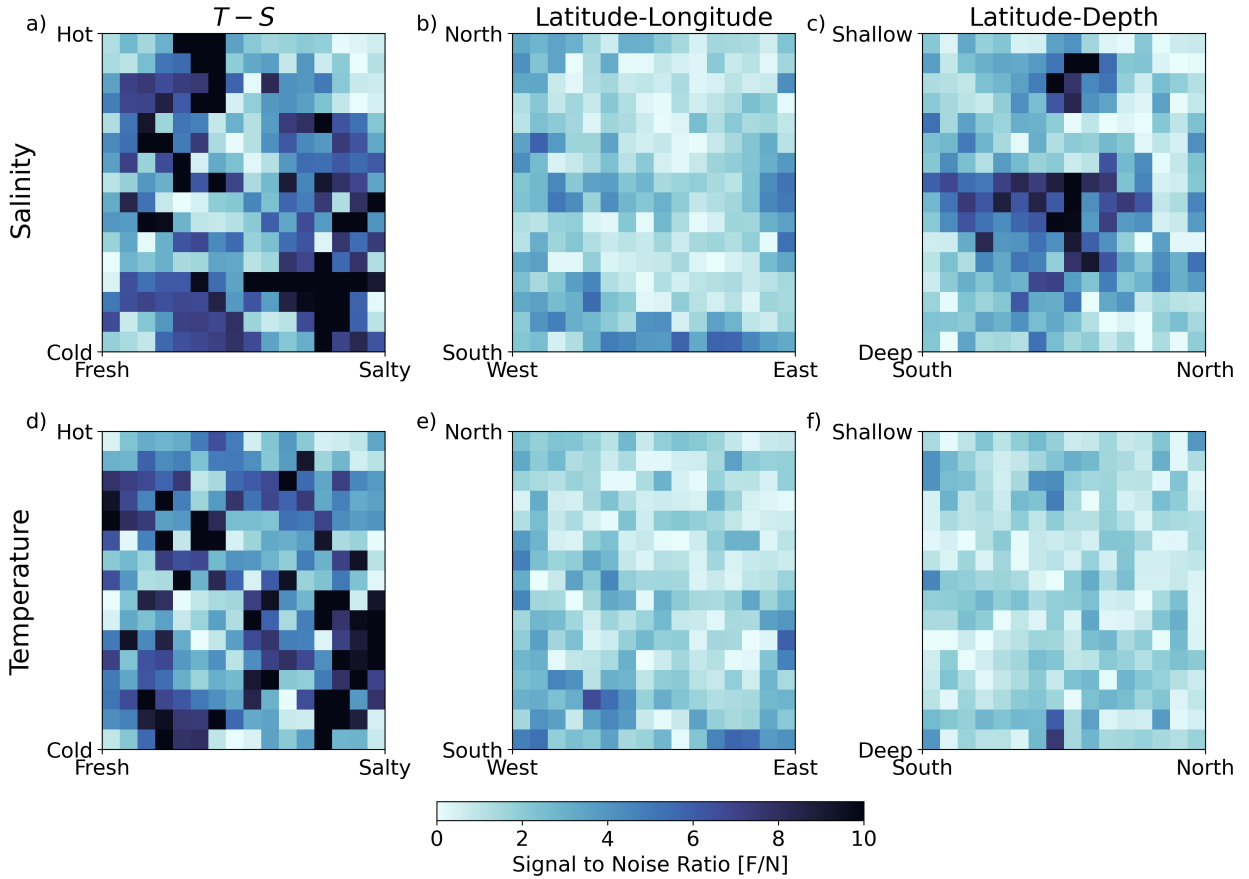 T − S
Latitude-Longitude
Latitude-Depth
a)
Hot
b)
North
c)
Shallow
Salinity
Cold
South
Deep
Fresh
Salty
West
East
South
North
d)
Hot
e)
North
f)
Shallow
Temperature
Cold
South
Deep
Fresh
Salty
West
East
South
North
0 2 4 6 8 10
Signal to Noise Ratio [F/N]